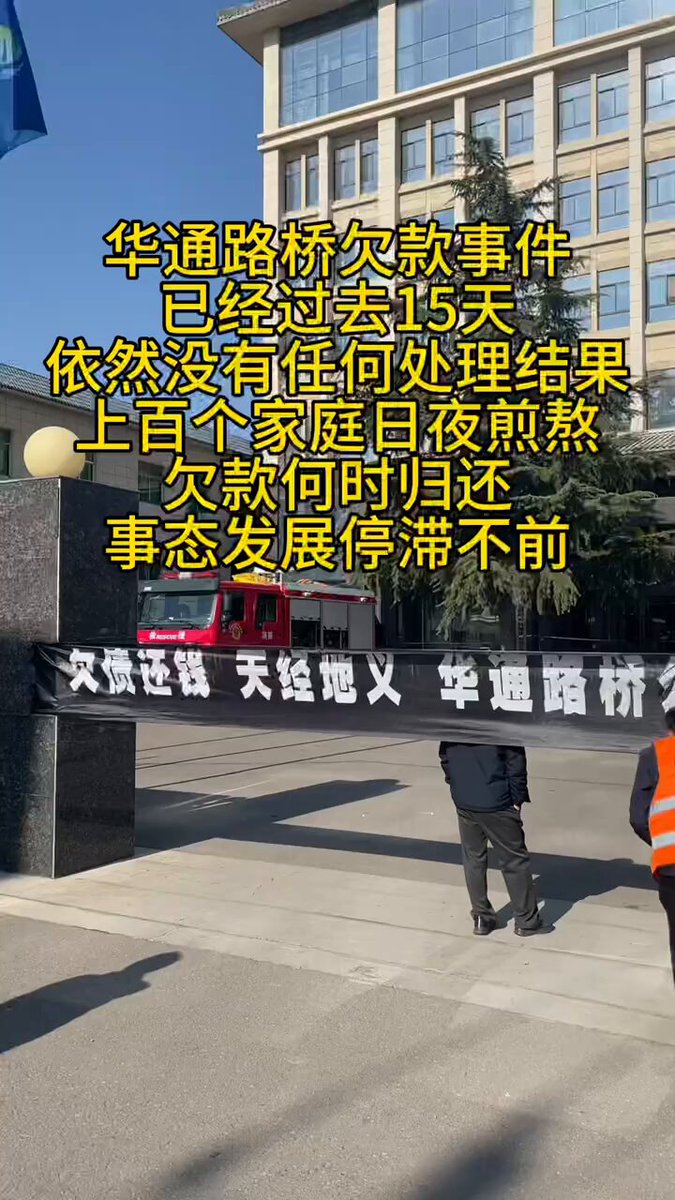 华通路桥欠款事件
已经过去15天
依然没有任何处理结果
上百个家庭日夜煎熬
欠款何时归还
事态发展停滞不前
欠债还钱 天经地义 华通路桥